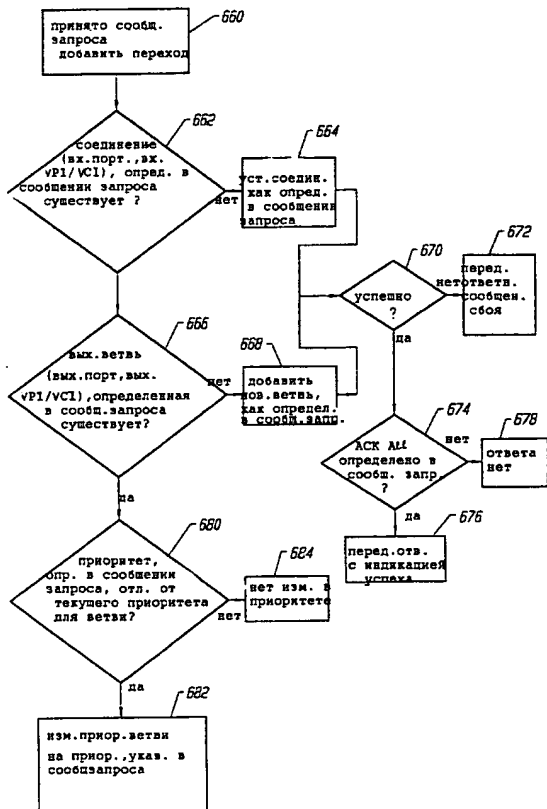 660
принято сообщ.
запроса
добавить переход
662
соединение
(вх.порт.,вх.
VPI/VCI), опред. в
сообщении запроса
существует ?
нет
664
уст.соедин.
как опред.
в сообщении
запроса
666
вых.ветвь
(вых.порт,вых.
VPI/VCI),определенная
в сообщ.запроса
существует?
нет
668
добавить
нов.ветвь,
как определ.
в сообщ.запр.
да
670
успешно
?
нет
да
672
перед.
ответн.
сообщен.
сбоя
674
ACK ALL
определено в
сообщ. запр.
?
нет
да
678
ответа
нет
676
перед.отв.
с индикацией
успеха
680
приоритет,
опр. в сообщении
запроса, отл. от
текущего приоритета
для ветви?
нет
684
нет изм. в
приоритете
да
682
изм.приор.ветви
на приор.,укав. в
сообщзапроса